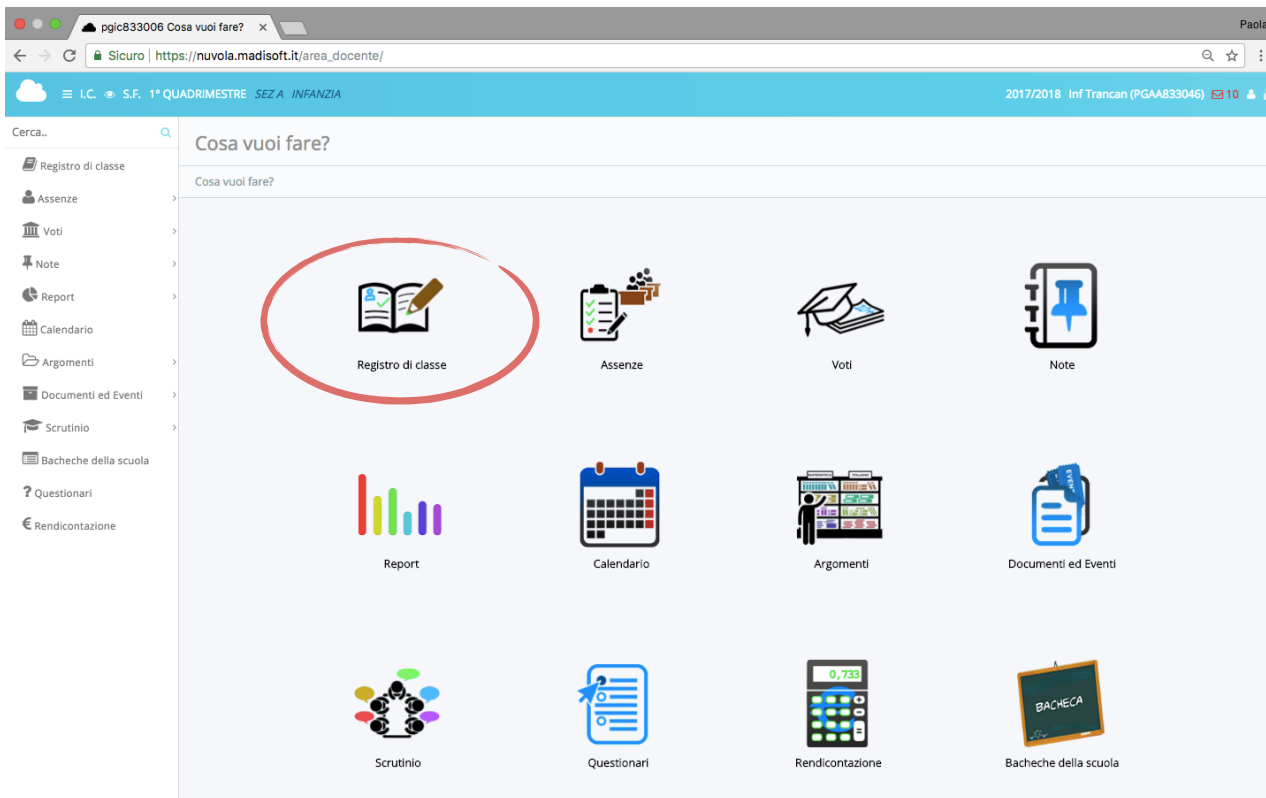 pgic833006 Cosa vuoi fare?
Paola
Sicuro https://nuvola.madisoft.it/area_docente/
I.C. S.F. 1° QUADRIMESTRE SEZ A INFANZIA
2017/2018 Inf Trancan (PGAA833046) 10
Cerca..
Registro di classe
Assenze
Voti
Note
Report
Calendario
Argomenti
Documenti ed Eventi
Scrutinio
Bacheche della scuola
? Questionari
€ Rendicontazione
Cosa vuoi fare?
Cosa vuoi fare?
Registro di classe
Assenze
Voti
Note
Report
Calendario
MATEMATICA ITALIANO
Argomenti
EVEN
Documenti ed Eventi
Scrutinio
Questionari
0,733
Rendicontazione
BACHECA
Bacheche della scuola